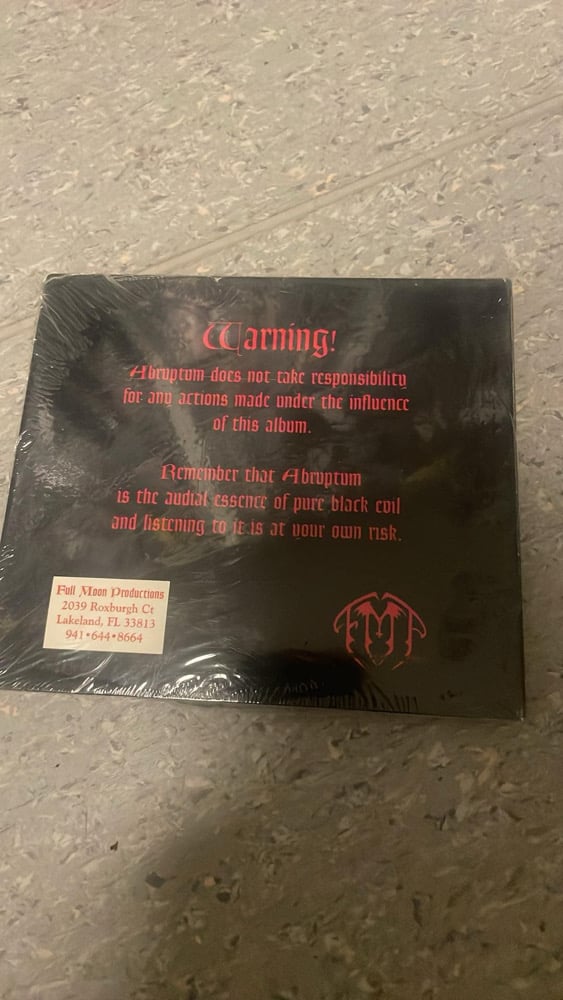 Warning!
Abruptum does not take responsibility
for any actions made under the influence
of this album.
Remember that Abruptum
is the audial essence of pure black evil
and listening to it is at your own risk.
Full Moon Productions
2039 Roxburgh Ct
Lakeland, FL 33813
941•644•8664
FMP